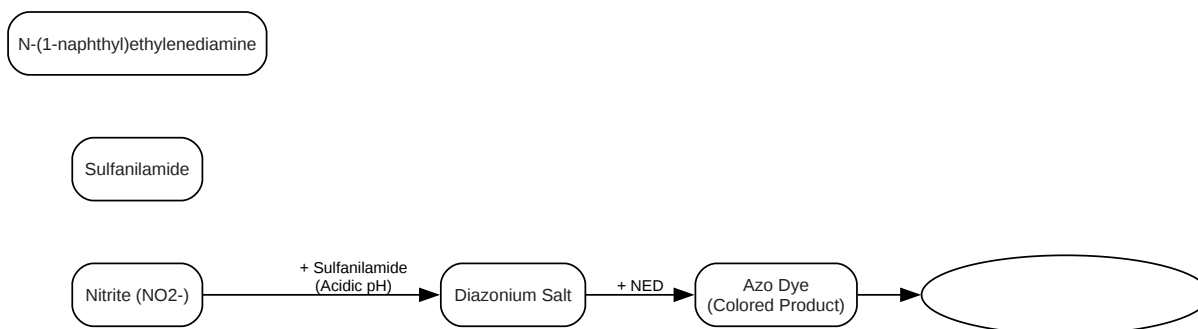 N-(1-naphthyl)ethylenediamine
Sulfanilamide
+ Sulfanilamide
(Acidic pH)
Nitrite (NO2-)
Diazonium Salt
+ NED
Azo Dye
(Colored Product)